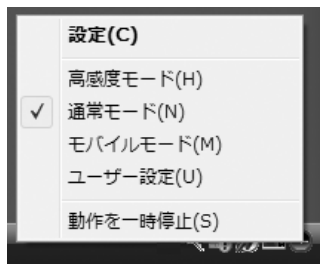 設定(C)
高感度モード(H)
通常モード(N)
モバイルモード(M)
ユーザー設定(U)
動作を一時停止(S)